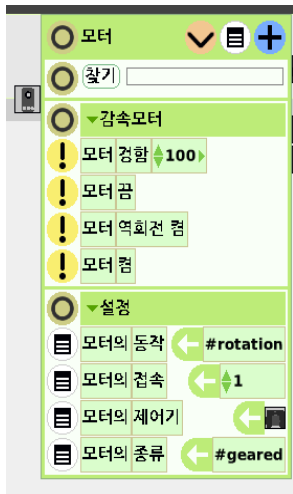 모터
찾기
감속모터
모터 겅함 100
모터 끔
모터 역회전 켬
모터 켬
설정
모터의 동작 #rotation
모터의 접속 1
모터의 제어기
모터의 종류 #geared